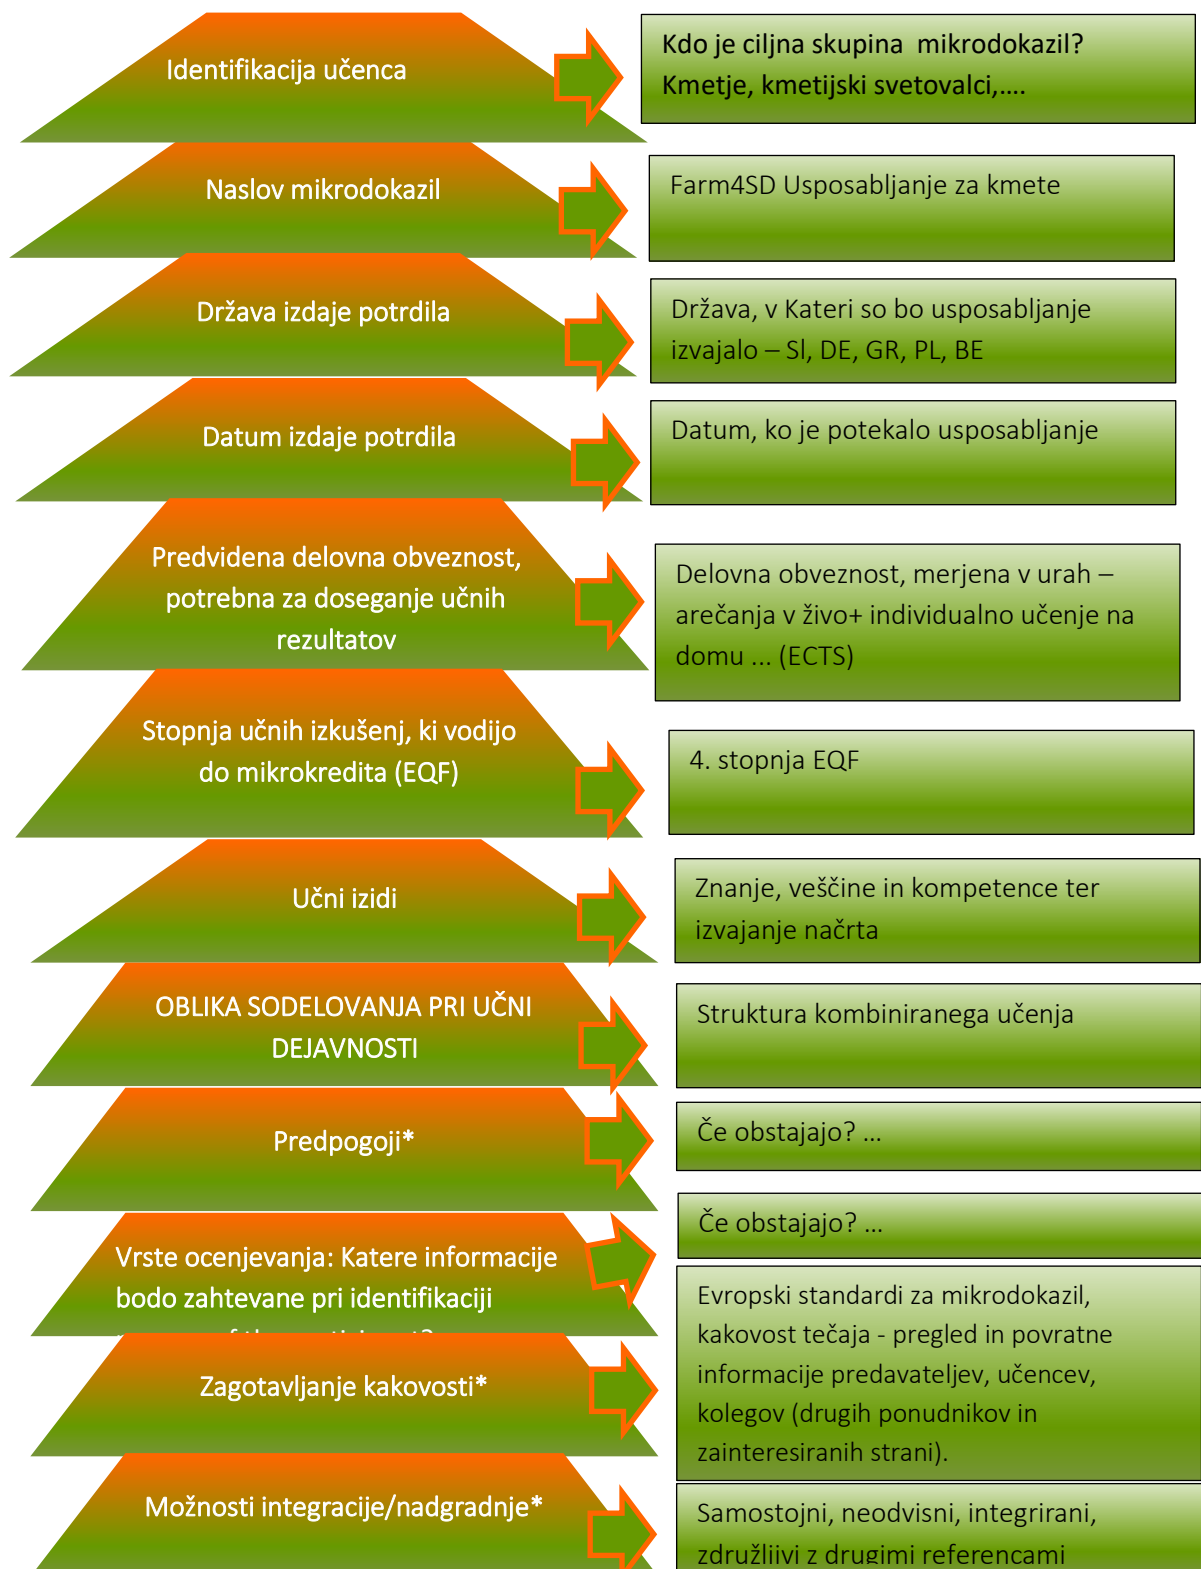 Identifikacija učenca
Kdo je ciljna skupina mikrodokazil?
Kmetje, kmetijski svetovalci,....
Naslov mikrodokazil
Farm4SD Usposabljanje za kmete
Država izdaje potrdila
Država, v Kateri so bo usposabljanje
izvajalo – Sl, DE, GR, PL, BE
Datum izdaje potrdila
Datum, ko je potekalo usposabljanje
Predvidena delovna obveznost,
potrebna za doseganje učnih
rezultatov
Delovna obveznost, merjena v urah –
arečanja v živo+ individualno učenje na
domu ... (ECTS)
Stopnja učnih izkušenj, ki vodijo
do mikrokredita (EQF)
4. stopnja EQF
Učni izidi
Znanje, veščine in kompetence ter
izvajanje načrta
OBLIKA SODELOVANJA PRI UČNI
DEJAVNOSTI
Struktura kombiniranega učenja
Predpogoji*
Če obstajajo? ...
Vrste ocenjevanja: Katere informacije
bodo zahtevane pri identifikaciji
Če obstajajo? ...
Zagotavljanje kakovosti*
Evropski standardi za mikrodokazil,
kakovost tečaja - pregled in povratne
informacije predavateljev, učencev,
kolegov (drugih ponudnikov in
zainteresiranih strani).
Možnosti integracije/nadgradnje*
Samostojni, neodvisni, integrirani,
združljivi z drugimi referencami